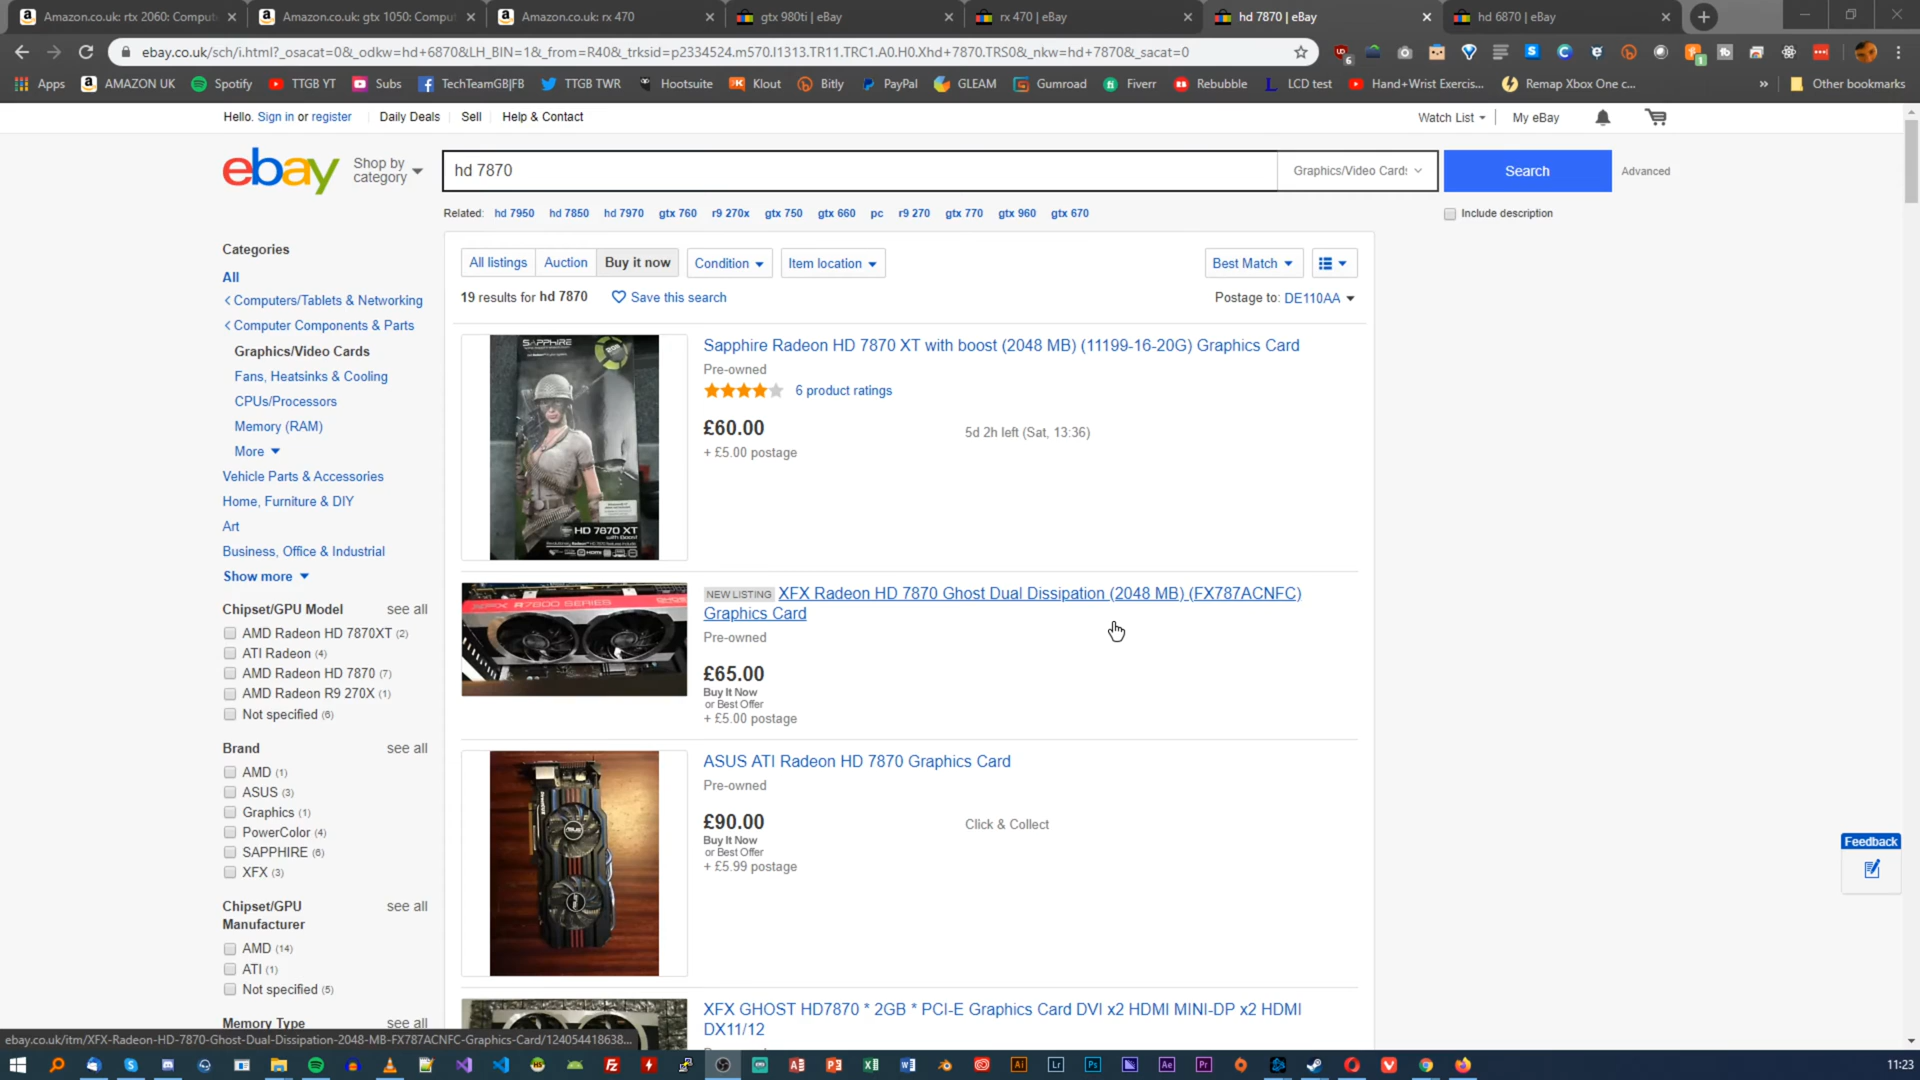 Amazon.co.uk: rtx 2060: Comput
Amazon.co.uk: gtx 1050: Comput
Amazon.co.uk: rx 470
gtx 980ti | eBay
rx 470 | eBay
hd 7870 | eBay
hd 6870 | eBay
ebay.co.uk/sch/i.html?_osacat=0&_odkw=hd+6870&LH_BIN=1&_from=R40&_trksid=p2334524.m570.l1313.TR11.TRC1.A0.H0.Xhd+7870.TRS0&_nkw=hd+7870&_sacat=0
Apps
AMAZON UK
Spotify
TTGB YT
Subs
TechTeamGB|FB
TTGB TWR
Hootsuite
Klout
Bitly
PayPal
GLEAM
Gumroad
Fiverr
Rebubble
LCD test
Hand+Wrist Exercis...
Remap Xbox One c...
Other bookmarks
Hello. Sign in or register
Daily Deals
Sell
Help & Contact
Watch List
My eBay
ebay
Shop by category
hd 7870
Graphics/Video Cards
Search
Advanced
Related: hd 7950 hd 7850 hd 7970 gtx 760 r9 270x gtx 750 gtx 660 pc r9 270 gtx 770 gtx 960 gtx 670
Include description
Categories
All
Computers/Tablets & Networking
Computer Components & Parts
Graphics/Video Cards
Fans, Heatsinks & Cooling
CPUs/Processors
Memory (RAM)
More
Vehicle Parts & Accessories
Home, Furniture & DIY
Art
Business, Office & Industrial
Show more
Chipset/GPU Model see all
AMD Radeon HD 7870XT (2)
ATI Radeon (4)
AMD Radeon HD 7870 (7)
AMD Radeon R9 270X (1)
Not specified (6)
Brand see all
AMD (1)
ASUS (3)
Graphics (1)
PowerColor (4)
SAPPHIRE (6)
XFX (3)
Chipset/GPU Manufacturer see all
AMD (14)
ATI (1)
Not specified (5)
Memory Type see all
All listings
Auction
Buy it now
Condition
Item location
Best Match
19 results for hd 7870
Save this search
Postage to: DE110AA
SAPPHIRE
HD 7870 XT
with Boost
Sapphire Radeon HD 7870 XT with boost (2048 MB) (11199-16-20G) Graphics Card
Pre-owned
6 product ratings
£60.00
+ £5.00 postage
5d 2h left (Sat, 13:36)
NEW LISTING XFX Radeon HD 7870 Ghost Dual Dissipation (2048 MB) (FX787ACNFC)
Graphics Card
Pre-owned
£65.00
Buy It Now
or Best Offer
+ £5.00 postage
ASUS ATI Radeon HD 7870 Graphics Card
Pre-owned
£90.00
Buy It Now
or Best Offer
+ £5.99 postage
Click & Collect
XFX GHOST HD7870 * 2GB * PCI-E Graphics Card DVI x2 HDMI MINI-DP x2 HDMI
DX11/12
Feedback
ebay.co.uk/itm/XFX-Radeon-HD-7870-Ghost-Dual-Dissipation-2048-MB-FX787ACNFC-Graphics-Card/124054418638...
11:23